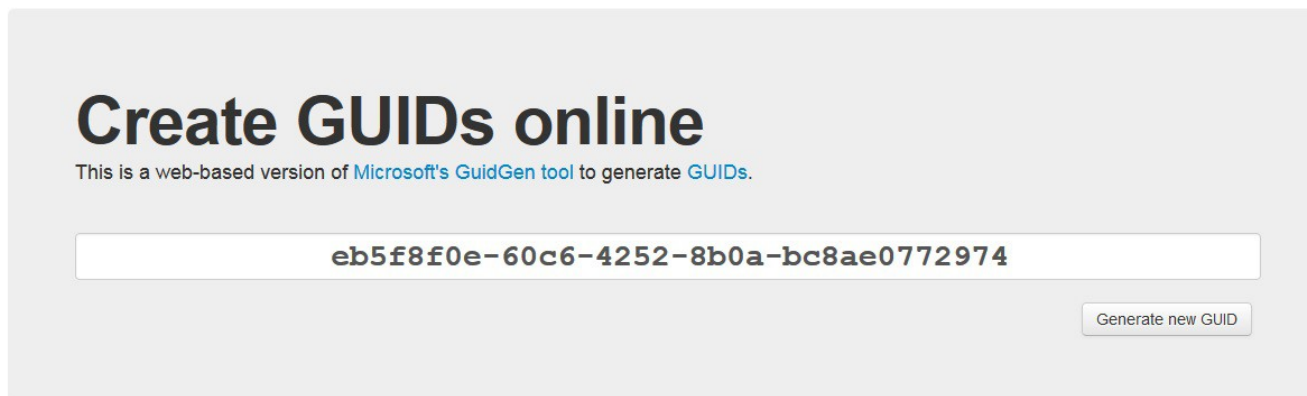 Create GUIDs online
This is a web-based version of Microsoft's GuidGen tool to generate GUIDs.
eb5f8f0e-60c6-4252-8b0a-bc8ae0772974
Generate new GUID